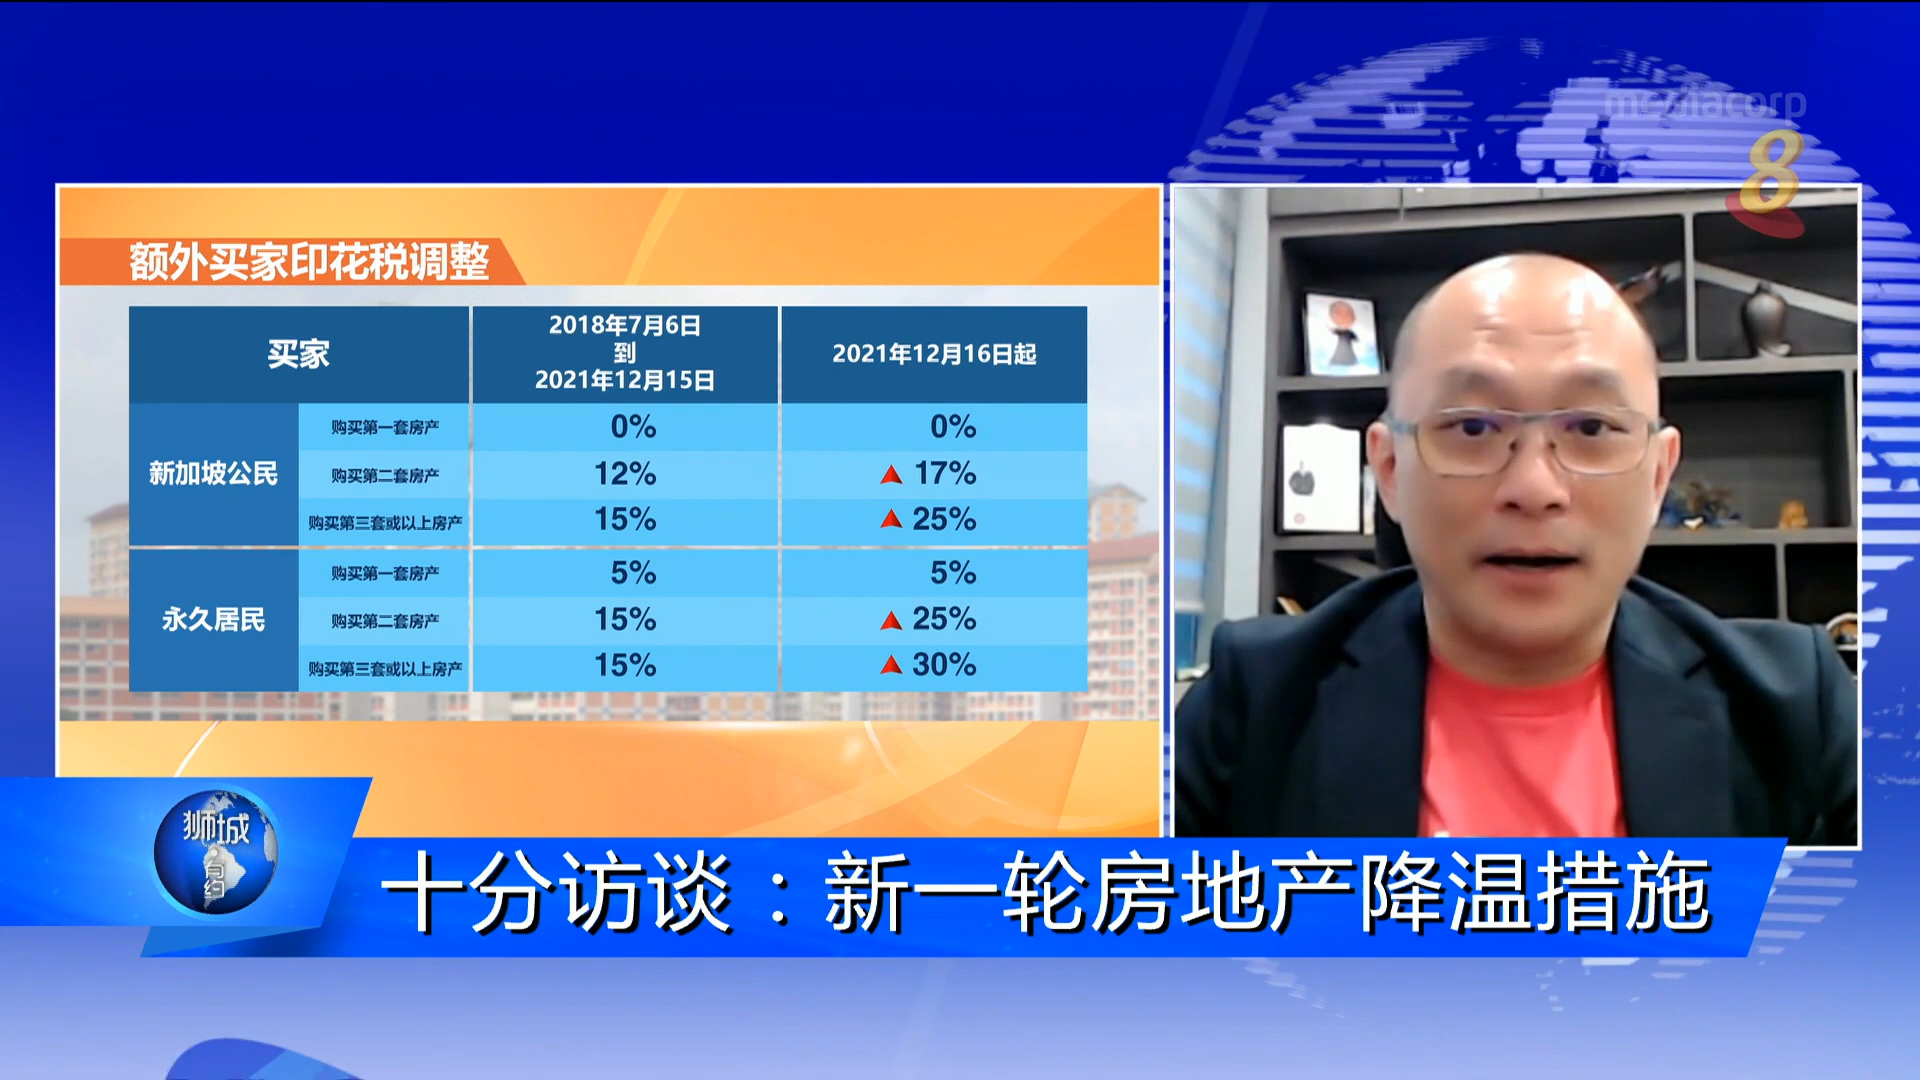 mediacorp
8
额外买家印花税调整
买家
2018年7月6日
到
2021年12月15日
2021年12月16日起
新加坡公民
购买第一套房产 0% 0%
购买第二套房产 12% 17%
购买第三套或以上房产 15% 25%
永久居民
购买第一套房产 5% 5%
购买第二套房产 15% 25%
购买第三套或以上房产 15% 30%
狮城
有约
十分访谈：新一轮房地产降温措施